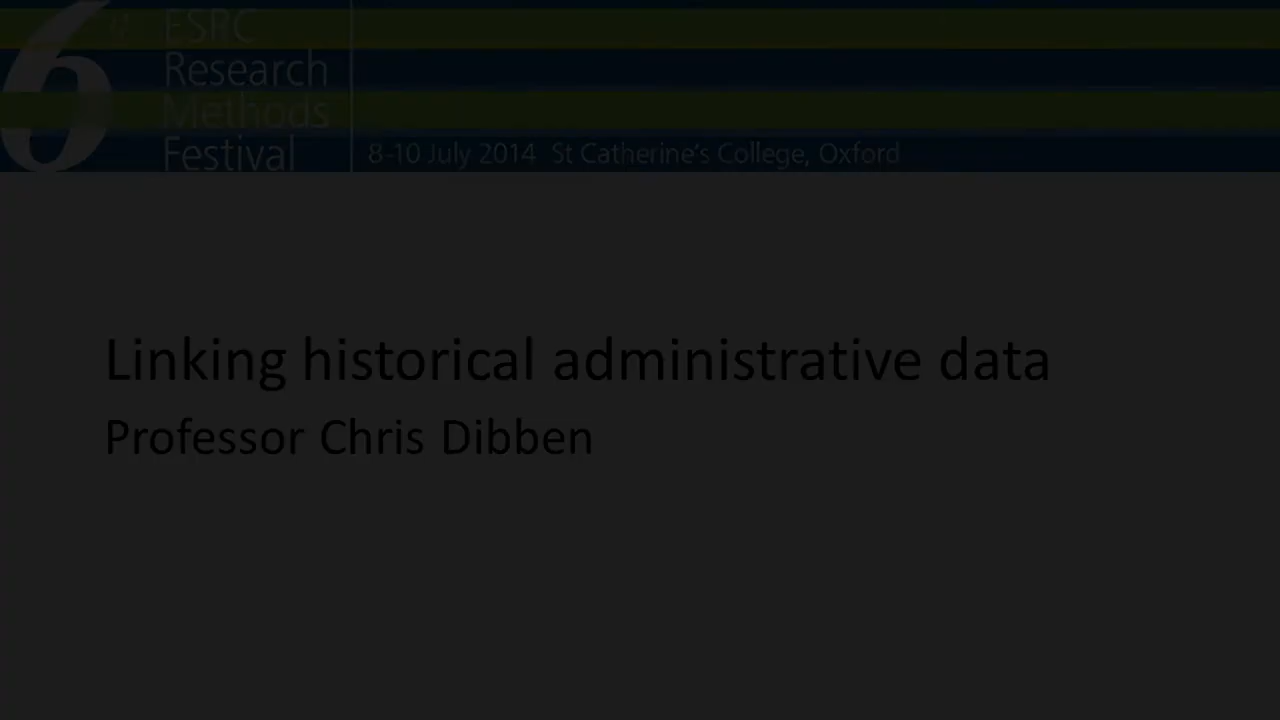 6th ESRC
Research
Methods
Festival
8-10 July 2014 St Catherine's College, Oxford
Linking historical administrative data
Professor Chris Dibben